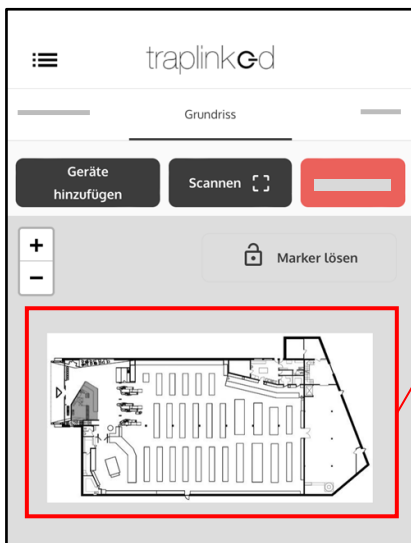 traplinked
Grundriss
Geräte
hinzufügen
Scannen
+
Marker lösen
−